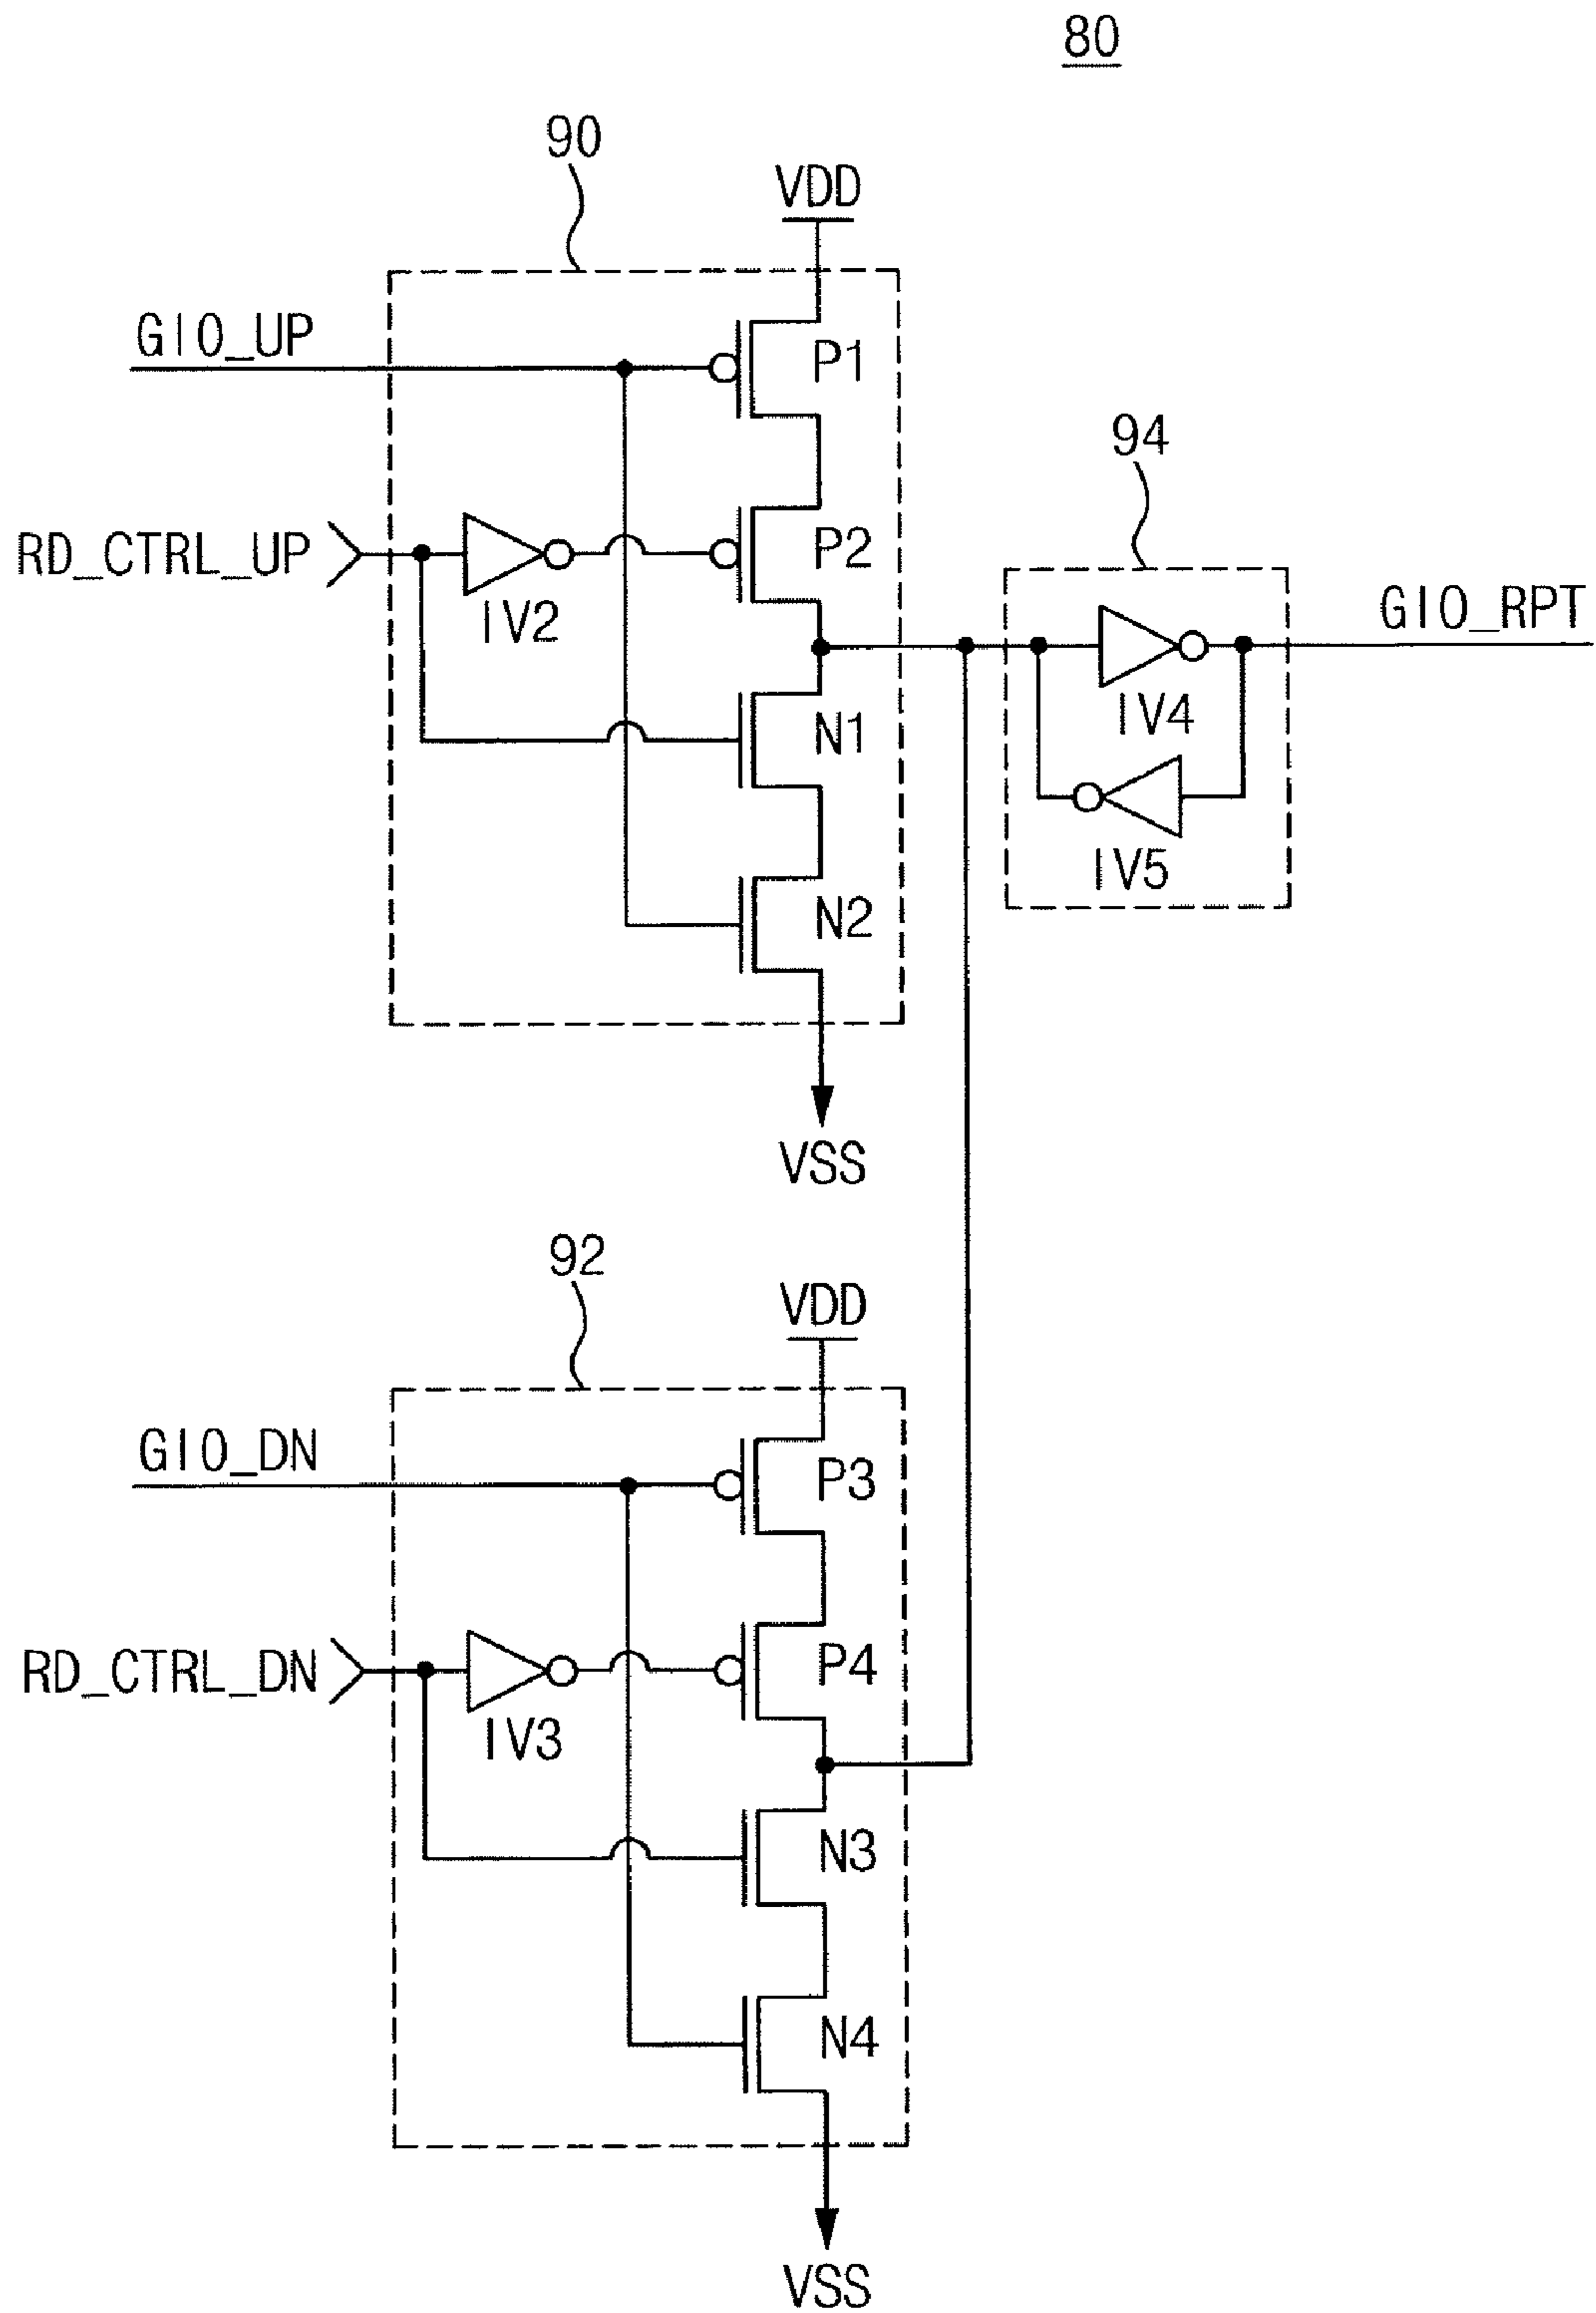 80
90
VDD
GIO_UP
P1
94
RD_CTRL_UP
P2
IV2
GIO_RPT
N1
IV4
IV5
N2
VSS
92
VDD
GIO_DN
P3
RD_CTRL_DN
P4
IV3
N3
N4
VSS